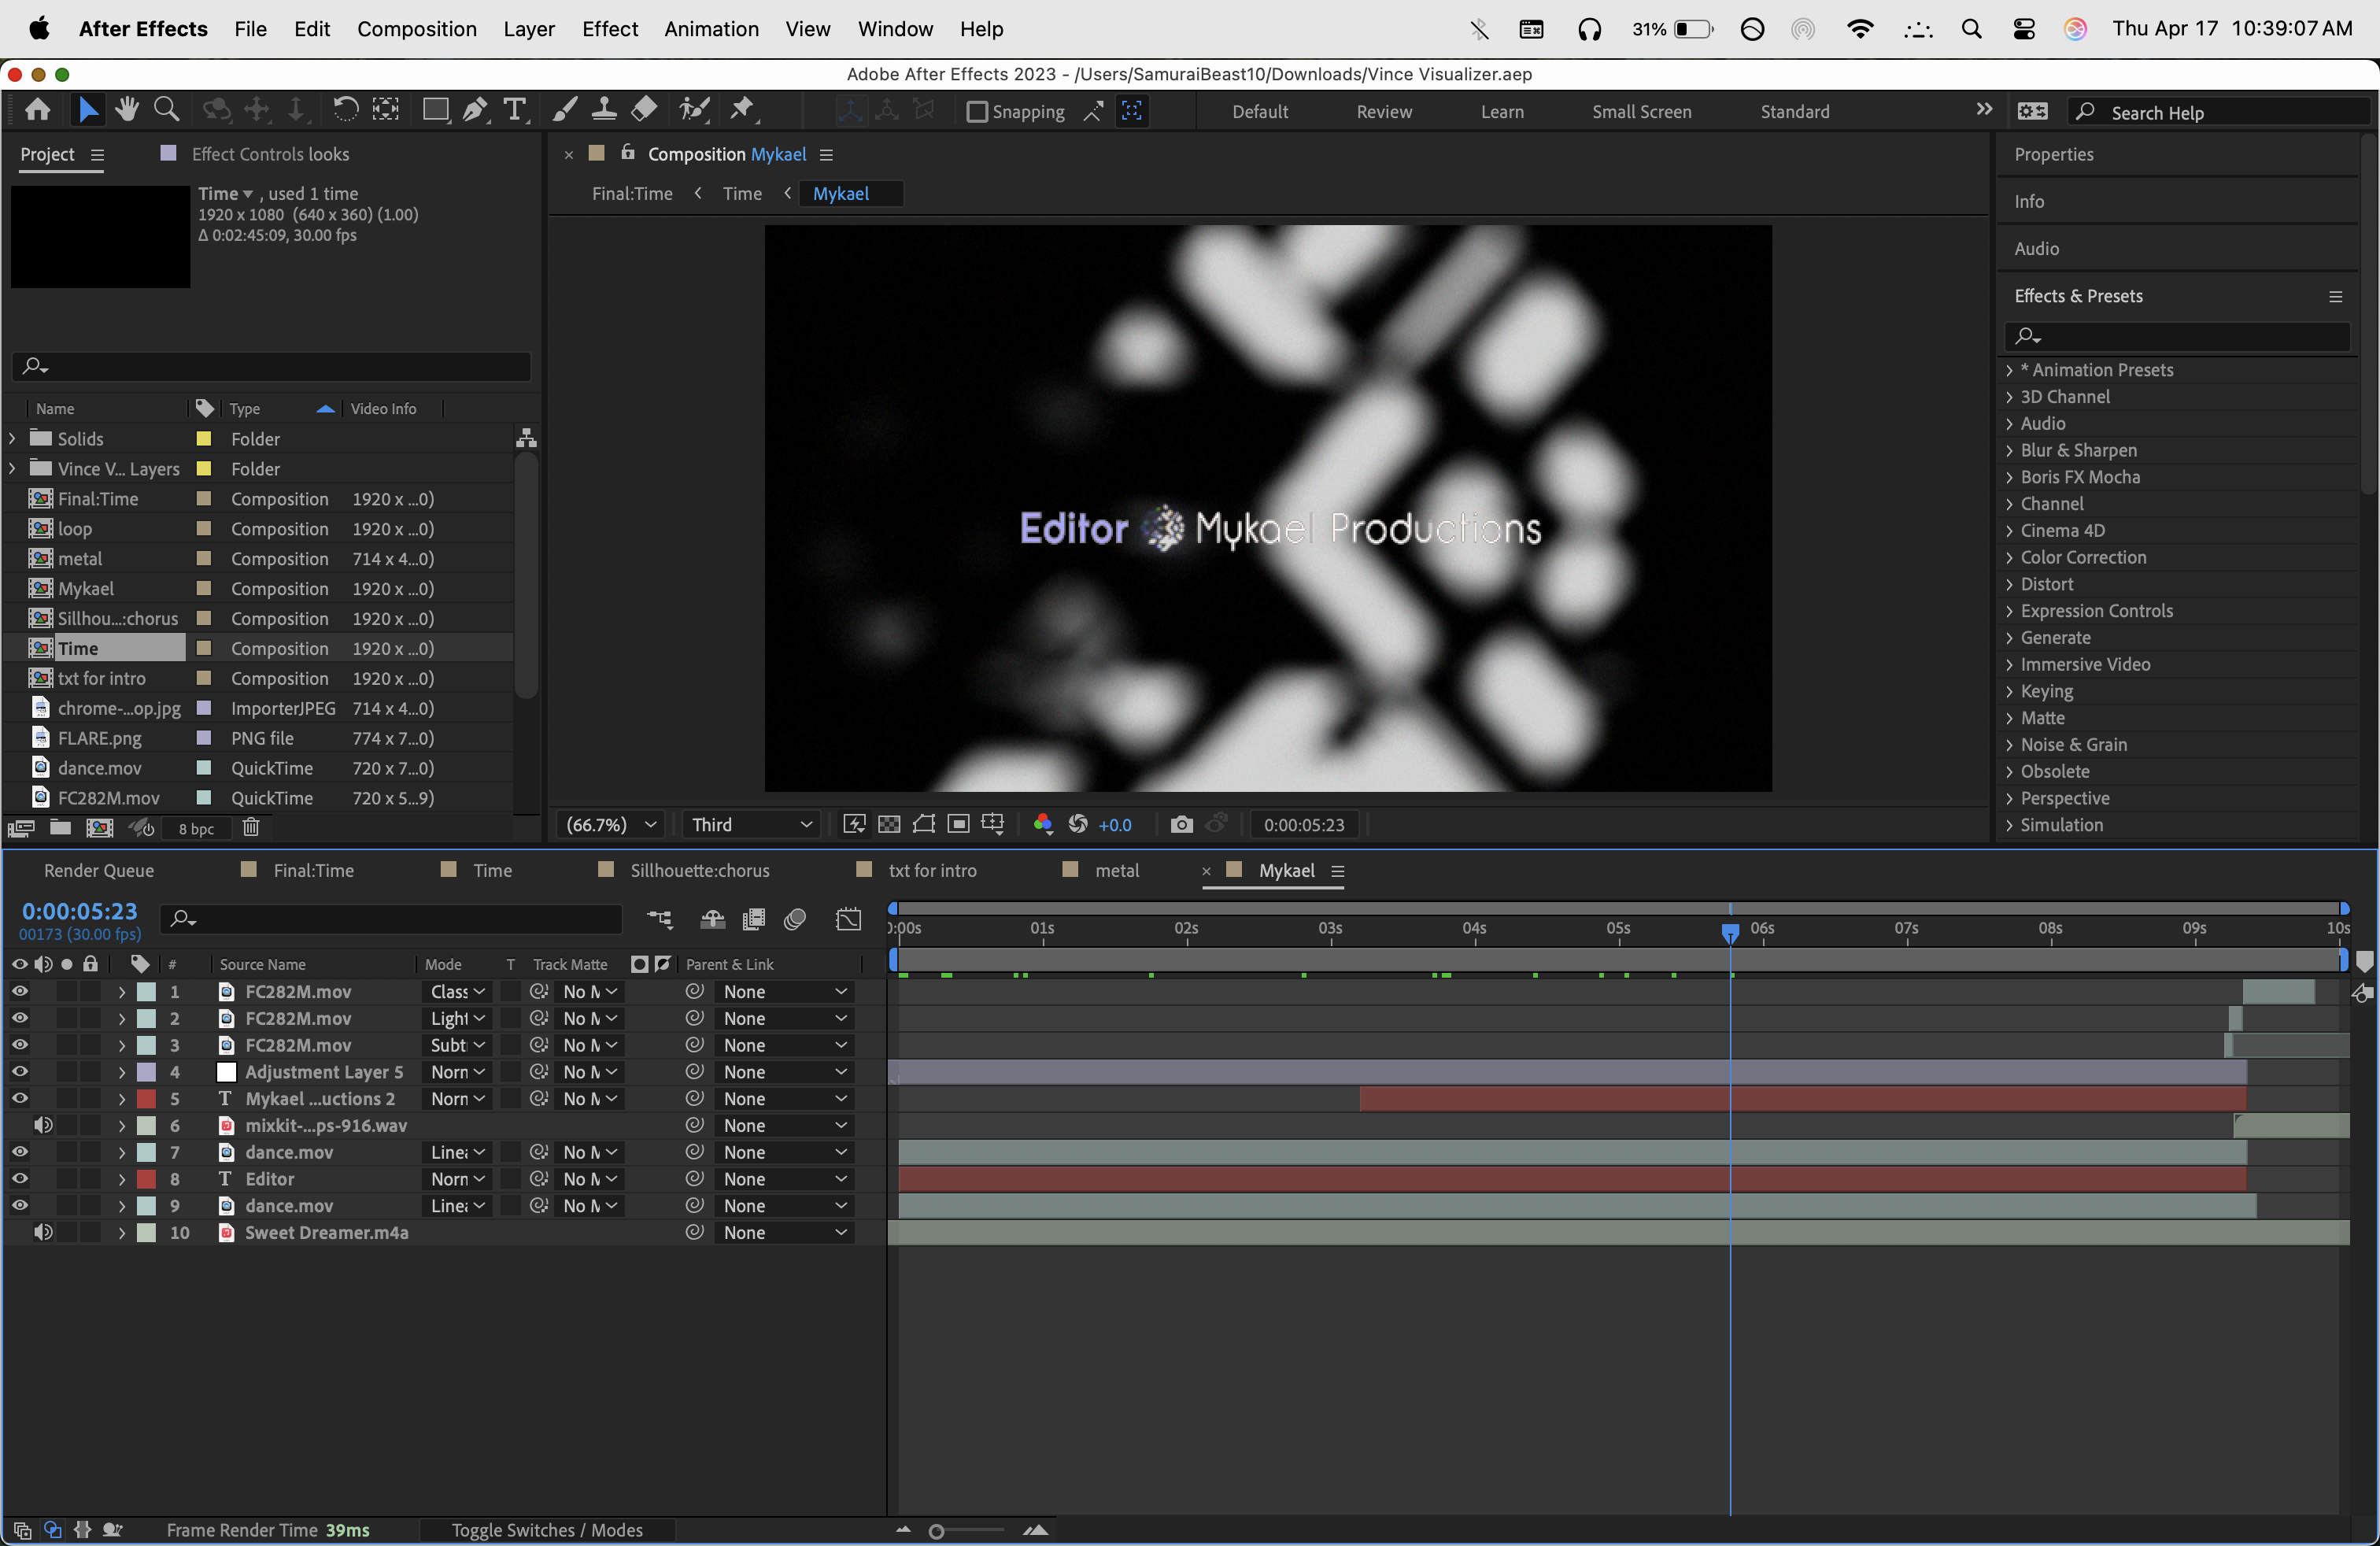 After Effects File Edit Composition Layer Effect Animation View Window Help 31% Thu Apr 17 10:39:07 AM
Adobe After Effects 2023 - /Users/SamuraiBeast10/Downloads/Vince Visualizer.aep
Snapping Default Review Learn Small Screen Standard Search Help
Project Effect Controls looks
Time , used 1 time
1920 x 1080 (640 x 360) (1.00)
Δ 0:02:45:09, 30.00 fps
Name Type Video Info
Solids Folder
Vince V... Layers Folder
Final:Time Composition 1920 x ...0)
loop Composition 1920 x ...0)
metal Composition 714 x 4...0)
Mykael Composition 1920 x ...0)
Sillhou...:chorus Composition 1920 x ...0)
Time Composition 1920 x ...0)
txt for intro Composition 1920 x ...0)
chrome-...op.jpg ImporterJPEG 714 x 4...0)
FLARE.png PNG file 774 x 7...0)
dance.mov QuickTime 720 x 7...0)
FC282M.mov QuickTime 720 x 5...9)
8 bpc
Composition Mykael
Final:Time Time Mykael
Editor Mykael Productions
(66.7%) Third +0.0 0:00:05:23
Properties
Info
Audio
Effects & Presets
* Animation Presets
3D Channel
Audio
Blur & Sharpen
Boris FX Mocha
Channel
Cinema 4D
Color Correction
Distort
Expression Controls
Generate
Immersive Video
Keying
Matte
Noise & Grain
Obsolete
Perspective
Simulation
Render Queue Final:Time Time Sillhouette:chorus txt for intro metal Mykael
0:00:05:23
00173 (30.00 fps)
):00s 01s 02s 03s 04s 05s 06s 07s 08s 09s 10s
# Source Name Mode T Track Matte Parent & Link
1 FC282M.mov Class No M None
2 FC282M.mov Light No M None
3 FC282M.mov Subt No M None
4 Adjustment Layer 5 Norn No M None
5 T Mykael ...uctions 2 Norn No M None
6 mixkit-...ps-916.wav None
7 dance.mov Linea No M None
8 T Editor Norn No M None
9 dance.mov Linea No M None
10 Sweet Dreamer.m4a None
Frame Render Time 39ms Toggle Switches / Modes